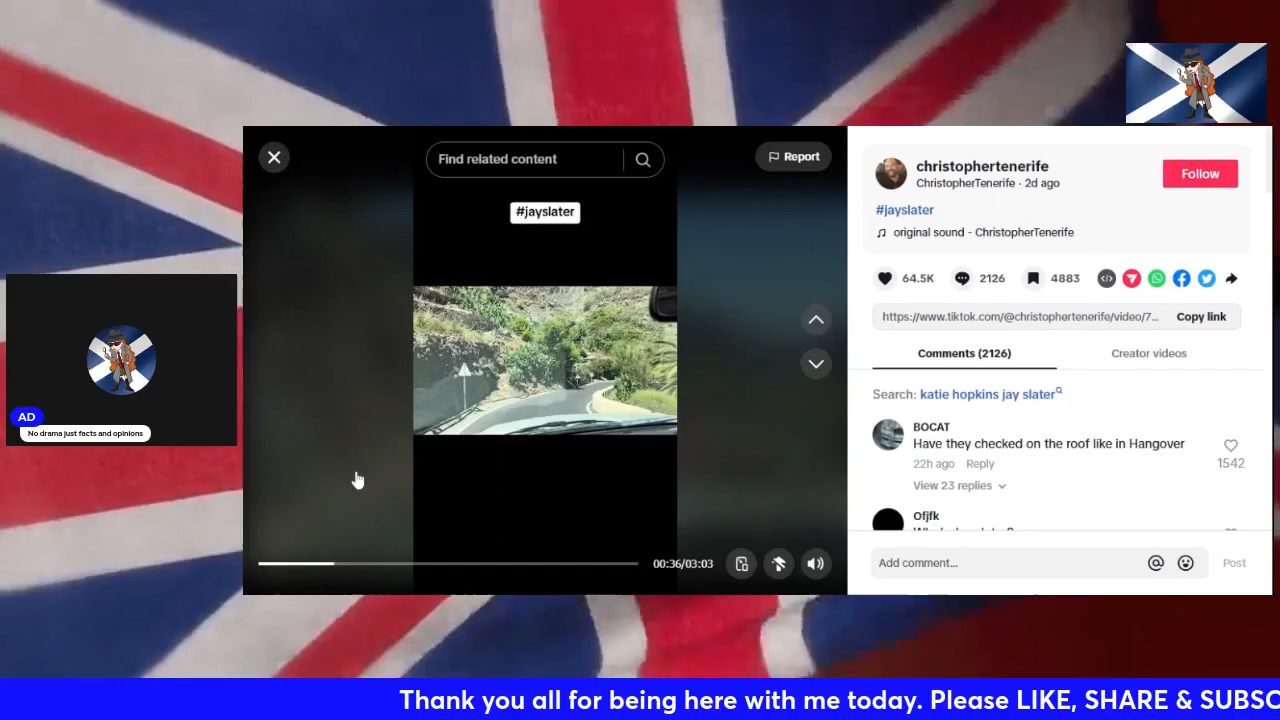 Find related content
Report
#jayslater
christophertenerife
ChristopherTenerife · 2d ago
Follow
#jayslater
original sound - ChristopherTenerife
64.5K
2126
4883
https://www.tiktok.com/@christophertenerife/video/7...
Copy link
Comments (2126)
Creator videos
Search: katie hopkins jay slater
BOCAT
Have they checked on the roof like in Hangover
22h ago Reply
1542
View 23 replies
Ofjfk
Add comment...
Post
00:36/03:03
AD
No drama just facts and opinions
Thank you all for being here with me today. Please LIKE, SHARE & SUBSC